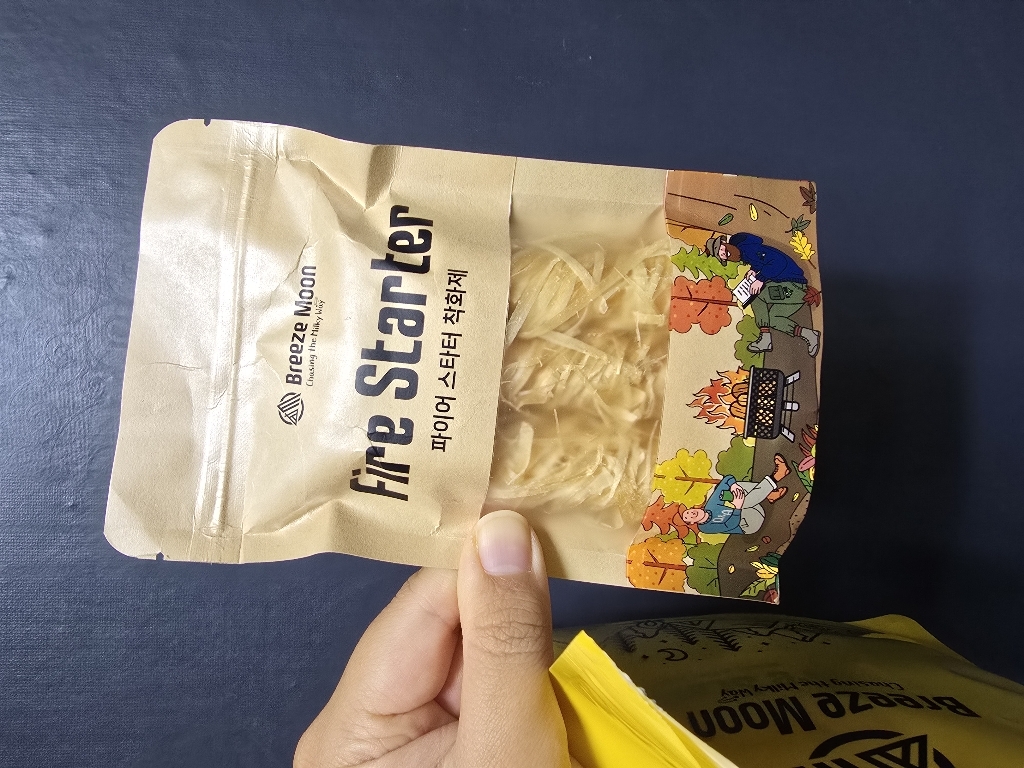 Breeze Moon
Chasing the Milky Way
Fire Starter
파이어 스타터 착화제
Breeze Moon
Chasing the Milky Way